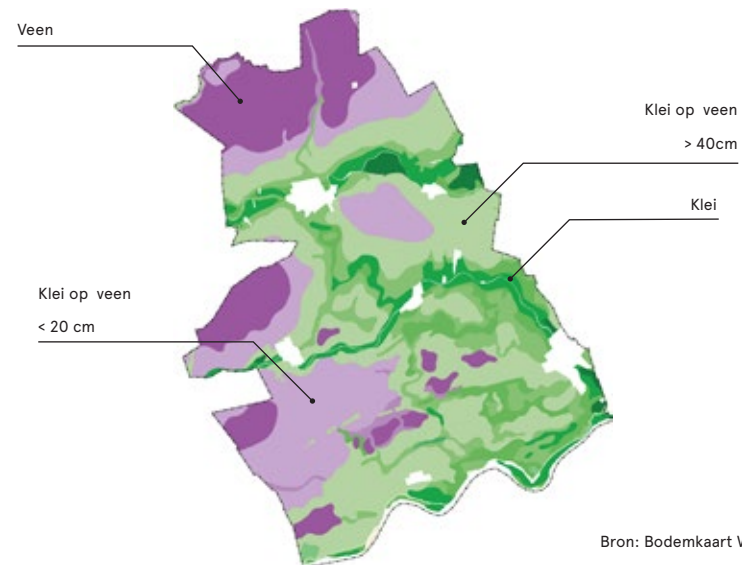 Veen
Klei op veen
> 40cm
Klei
Klei op veen
< 20 cm
Bron: Bodemkaart W